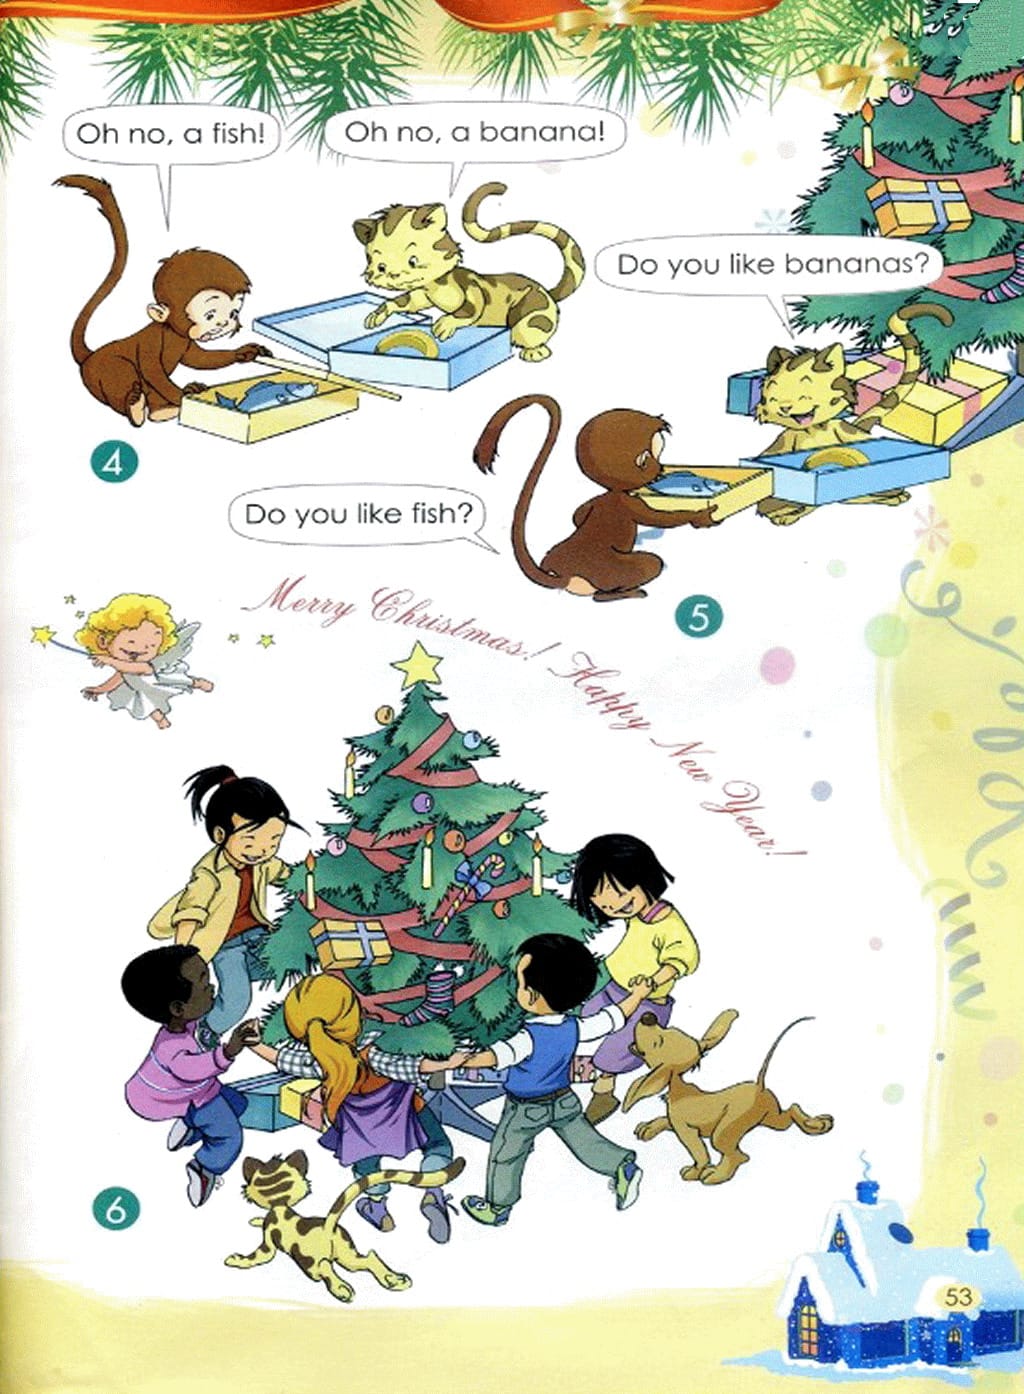 Oh no, a fish!
Oh no, a banana!
Do you like bananas?
4
Do you like fish?
5
Merry Christmas! Happy New Year!
6
53